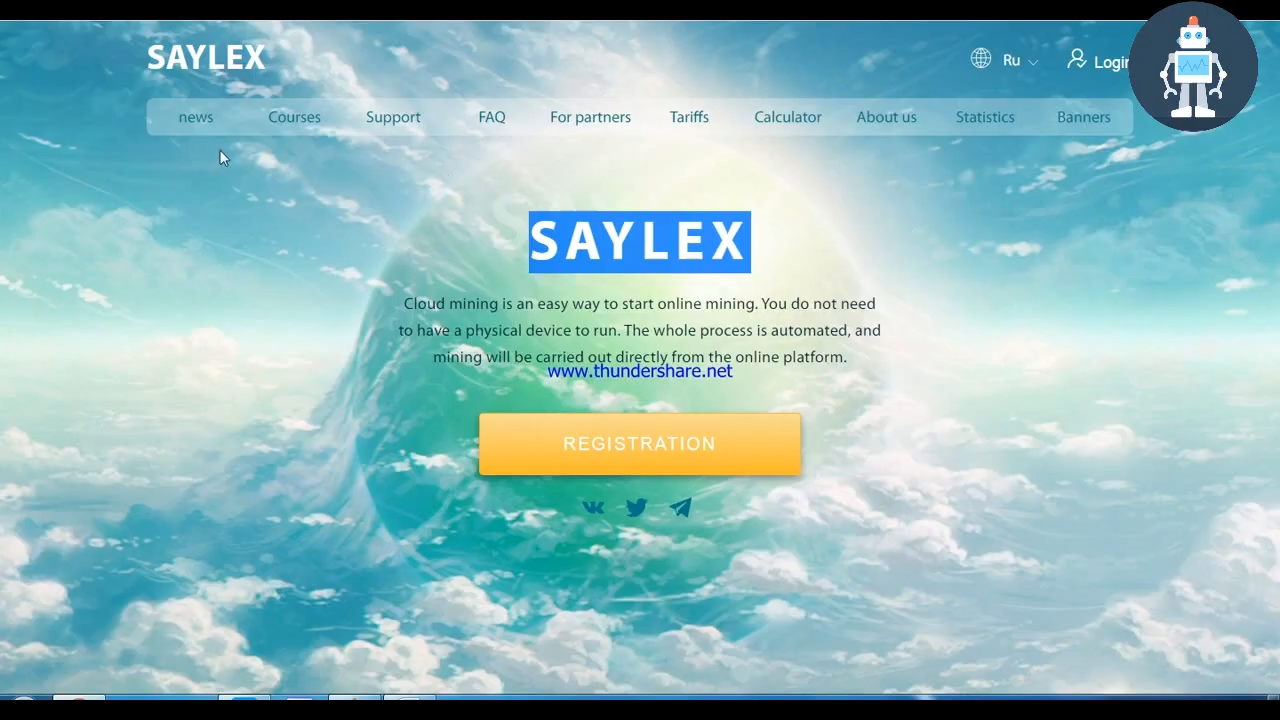 SAYLEX
Ru
Login
news
Courses
Support
FAQ
For partners
Tariffs
Calculator
About us
Statistics
Banners
SAYLEX
Cloud mining is an easy way to start online mining. You do not need
to have a physical device to run. The whole process is automated, and
mining will be carried out directly from the online platform.
www.thundershare.net
REGISTRATION